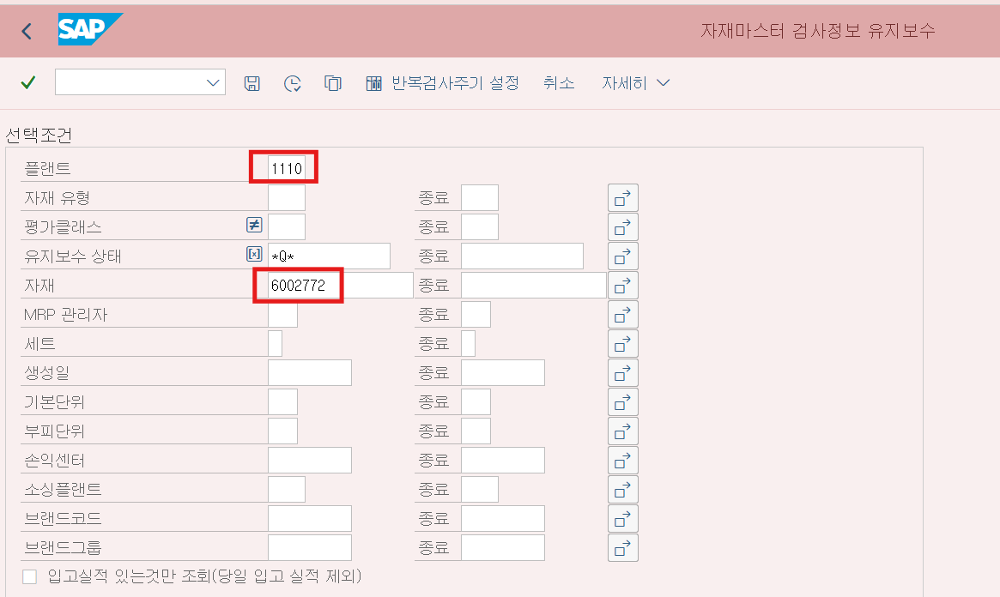 SAP 자재마스터 검사정보 유지보수
반복검사주기 설정 취소 자세히
선택조건
플랜트 1110
자재 유형 종료
평가클래스 종료
유지보수 상태 *Q* 종료
자재 6002772 종료
MRP 관리자 종료
세트 종료
생성일 종료
기본단위 종료
부피단위 종료
손익센터 종료
소싱플랜트 종료
브랜드코드 종료
브랜드그룹 종료
입고실적 있는것만 조회(당일 입고 실적 제외)